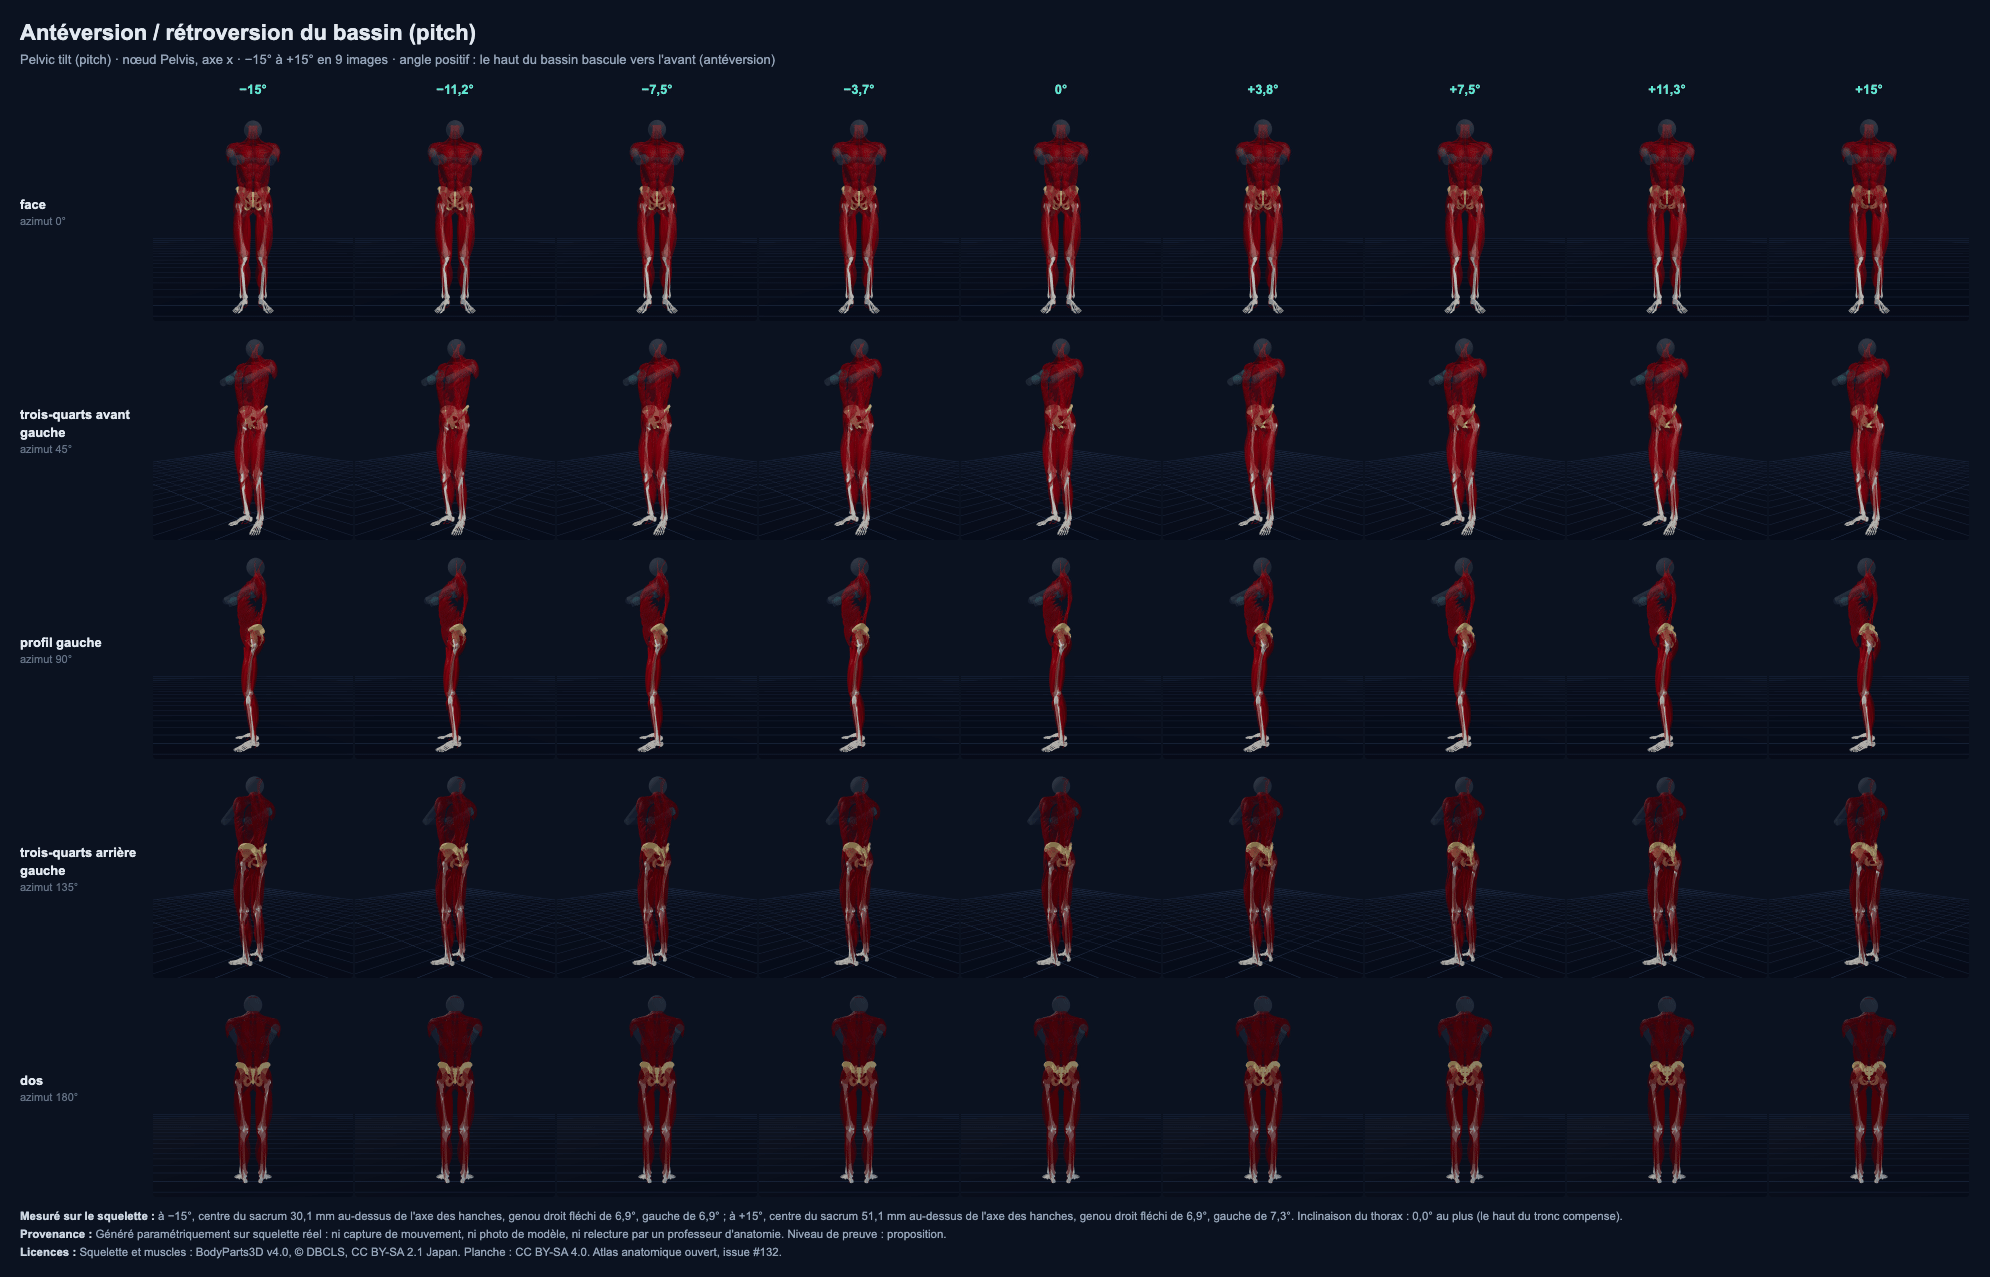 Antéversion / rétroversion du bassin (pitch)
Pelvic tilt (pitch) · nœud Pelvis, axe x · −15° à +15° en 9 images · angle positif : le haut du bassin bascule vers l'avant (antéversion)
−15° −11,2° −7,5° −3,7° 0° +3,8° +7,5° +11,3° +15°
face
azimut 0°
trois-quarts avant
gauche
azimut 45°
profil gauche
azimut 90°
trois-quarts arrière
gauche
azimut 135°
dos
azimut 180°
Mesuré sur le squelette : à −15°, centre du sacrum 30,1 mm au-dessus de l'axe des hanches, genou droit fléchi de 6,9°, gauche de 6,9° ; à +15°, centre du sacrum 51,1 mm au-dessus de l'axe des hanches, genou droit fléchi de 6,9°, gauche de 7,3°. Inclinaison du thorax : 0,0° au plus (le haut du tronc compense).
Provenance : Généré paramétriquement sur squelette réel : ni capture de mouvement, ni photo de modèle, ni relecture par un professeur d'anatomie. Niveau de preuve : proposition.
Licences : Squelette et muscles : BodyParts3D v4.0, © DBCLS, CC BY-SA 2.1 Japan. Planche : CC BY-SA 4.0. Atlas anatomique ouvert, issue #132.